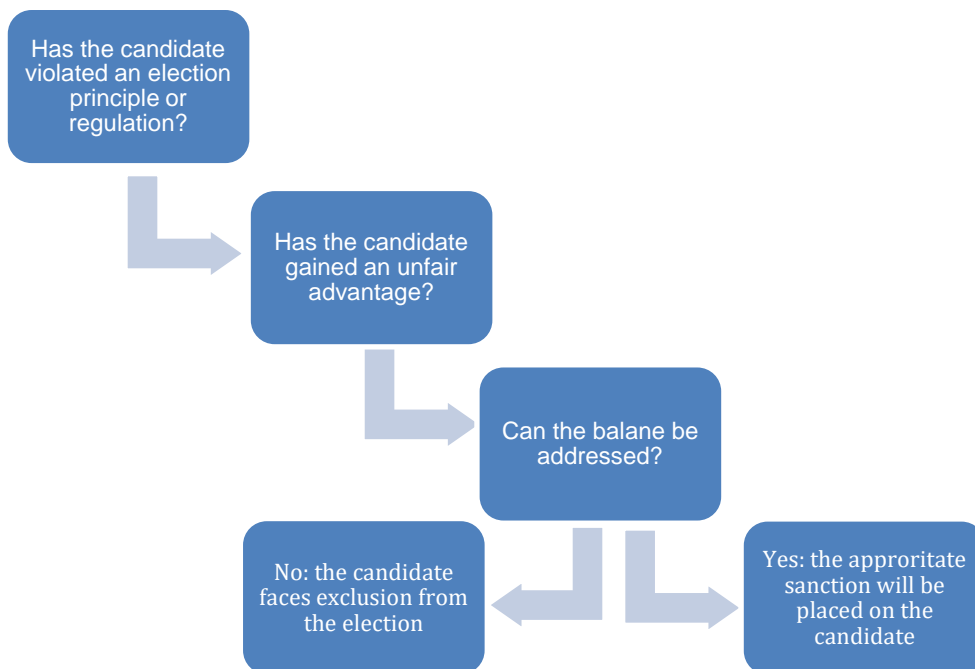 Has the candidate
violated an election
principle or
regulation?
Has the candidate
gained an unfair
advantage?
Can the balane be
addressed?
No: the candidate
faces exclusion from
the election
Yes: the approritate
sanction will be
placed on the
candidate